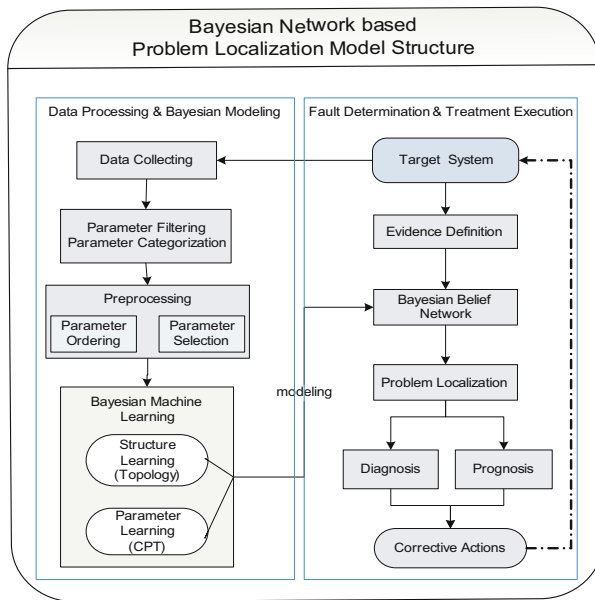 Bayesian Network based
Problem Localization Model Structure
Data Processing & Bayesian Modeling
Data Collecting
Parameter Filtering
Parameter Categorization
Preprocessing
Parameter
Ordering
Parameter
Selection
Bayesian Machine
Learning
Structure
Learning
(Topology)
Parameter
Learning
(CPT)
modeling
Fault Determination & Treatment Execution
Target System
Evidence Definition
Bayesian Belief
Network
Problem Localization
Diagnosis
Prognosis
Corrective Actions